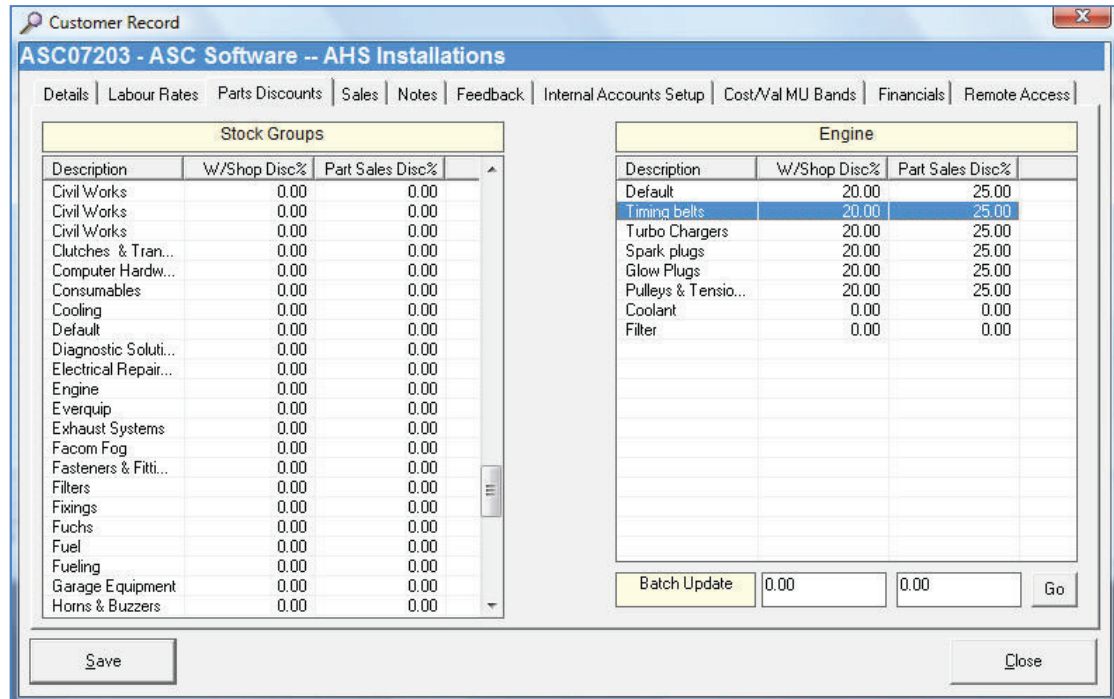 Customer Record
ASC07203 - ASC Software -- AHS Installations
Details Labour Rates Parts Discounts Sales Notes Feedback Internal Accounts Setup Cost/Val MU Bands Financials Remote Access
Stock Groups
Description W/Shop Disc% Part Sales Disc%
Civil Works 0.00 0.00
Civil Works 0.00 0.00
Civil Works 0.00 0.00
Clutches & Tran... 0.00 0.00
Computer Hardw... 0.00 0.00
Consumables 0.00 0.00
Cooling 0.00 0.00
Default 0.00 0.00
Diagnostic Soluti... 0.00 0.00
Electrical Repair... 0.00 0.00
Engine 0.00 0.00
Everquip 0.00 0.00
Exhaust Systems 0.00 0.00
Facom Fog 0.00 0.00
Fasteners & Fitti... 0.00 0.00
Filters 0.00 0.00
Fixings 0.00 0.00
Fuchs 0.00 0.00
Fuel 0.00 0.00
Fueling 0.00 0.00
Garage Equipment 0.00 0.00
Horns & Buzzers 0.00 0.00
Engine
Description W/Shop Disc% Part Sales Disc%
Default 20.00 25.00
Timing belts 20.00 25.00
Turbo Chargers 20.00 25.00
Spark plugs 20.00 25.00
Glow Plugs 20.00 25.00
Pulleys & Tensio... 20.00 25.00
Coolant 0.00 0.00
Filter 0.00 0.00
Batch Update 0.00 0.00 Go
Save Close